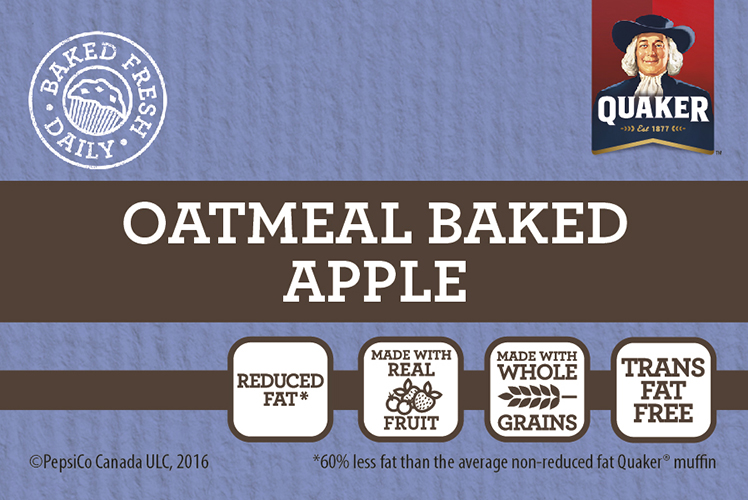 BAKED FRESH
• DAILY •
QUAKER
Est 1877
™
OATMEAL BAKED
APPLE
REDUCED
FAT*
MADE WITH
REAL
FRUIT
MADE WITH
WHOLE
GRAINS
TRANS
FAT
FREE
©PepsiCo Canada ULC, 2016
*60% less fat than the average non-reduced fat Quaker® muffin